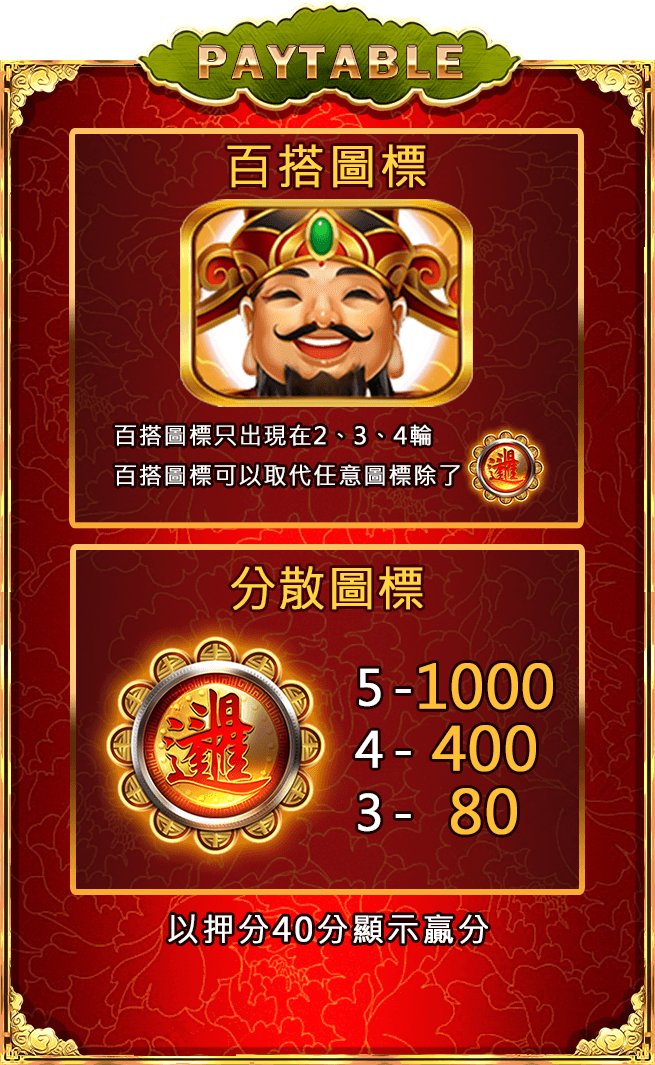 PAYTABLE
百搭圖標
百搭圖標只出現在2、3、4輪
百搭圖標可以取代任意圖標除了
分散圖標
5-1000
4-400
3-80
以押分40分顯示贏分